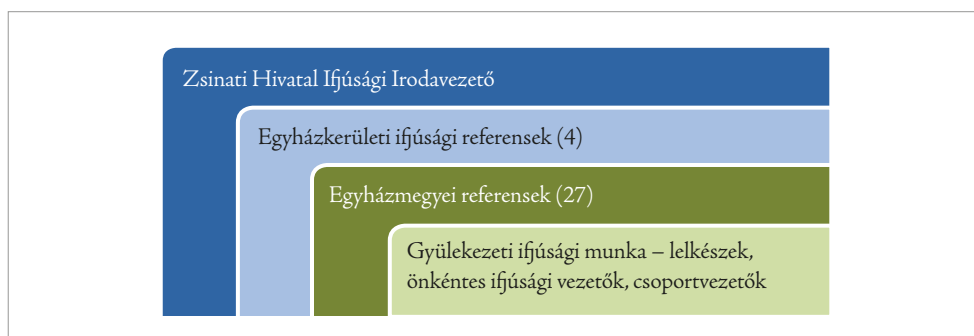 Zsinati Hivatal Ifjúsági Irodavezető
Egyházkerületi ifjúsági referensek (4)
Egyházmegyei referensek (27)
Gyülekezeti ifjúsági munka – lelkészek,
önkéntes ifjúsági vezetők, csoportvezetők